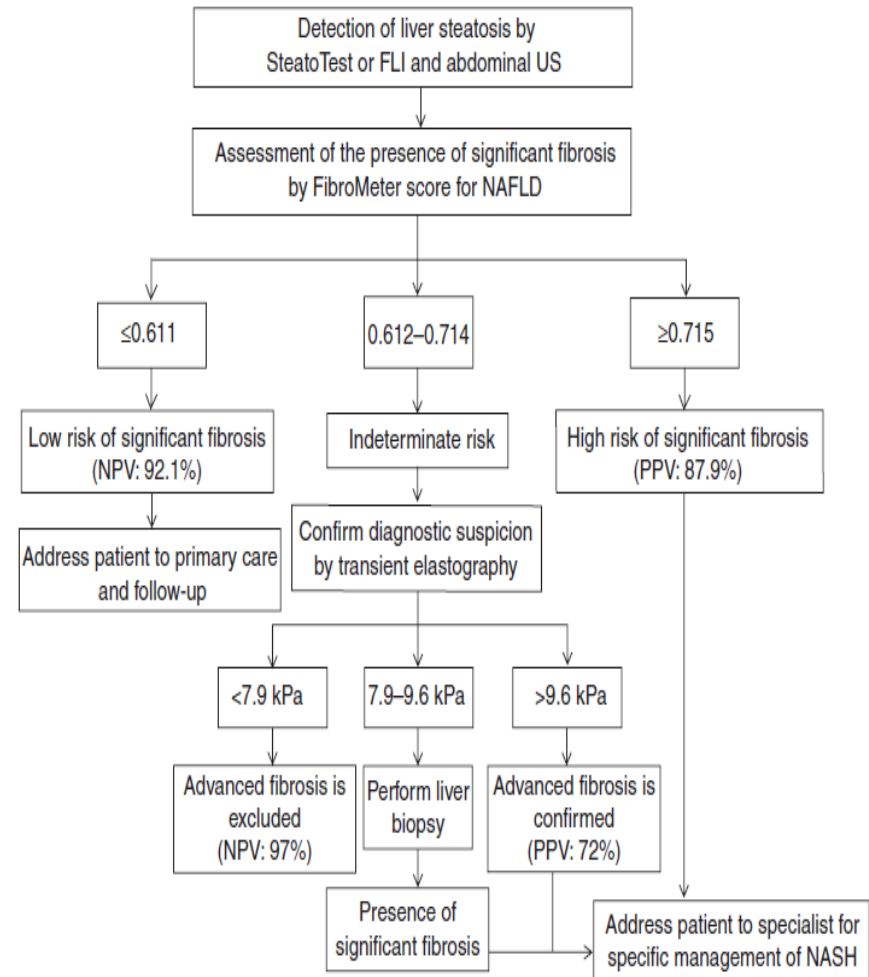 Detection of liver steatosis by
SteatoTest or FLI and abdominal US
Assessment of the presence of significant fibrosis
by FibroMeter score for NAFLD
≤0.611
0.612–0.714
≥0.715
Low risk of significant fibrosis
(NPV: 92.1%)
Indeterminate risk
High risk of significant fibrosis
(PPV: 87.9%)
Address patient to primary care
and follow-up
Confirm diagnostic suspicion
by transient elastography
<7.9 kPa
7.9–9.6 kPa
>9.6 kPa
Advanced fibrosis is
excluded
(NPV: 97%)
Perform liver
biopsy
Advanced fibrosis is
confirmed
(PPV: 72%)
Presence of
significant fibrosis
Address patient to specialist for
specific management of NASH